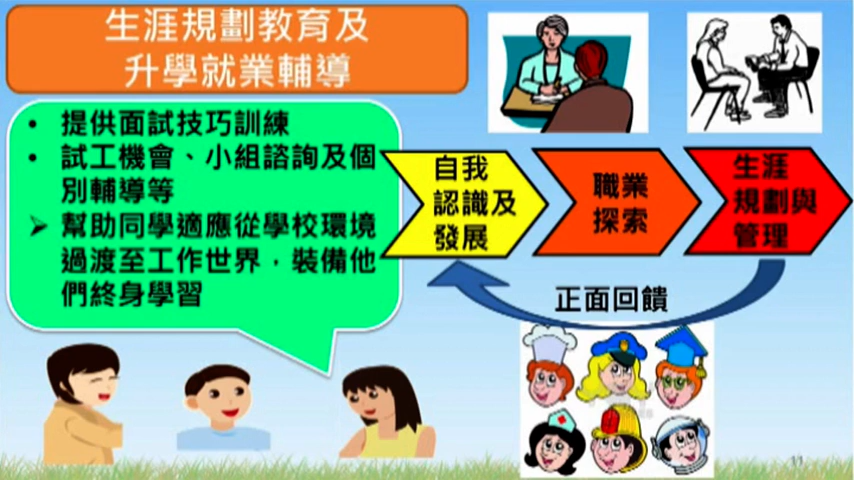 生涯規劃教育及
升學就業輔導
• 提供面試技巧訓練
• 試工機會、小組諮詢及個
別輔導等
➢ 幫助同學適應從學校環境
過渡至工作世界，裝備他
們終身學習
自我
認識及
發展
職業
探索
生涯
規劃與
管理
正面回饋
11